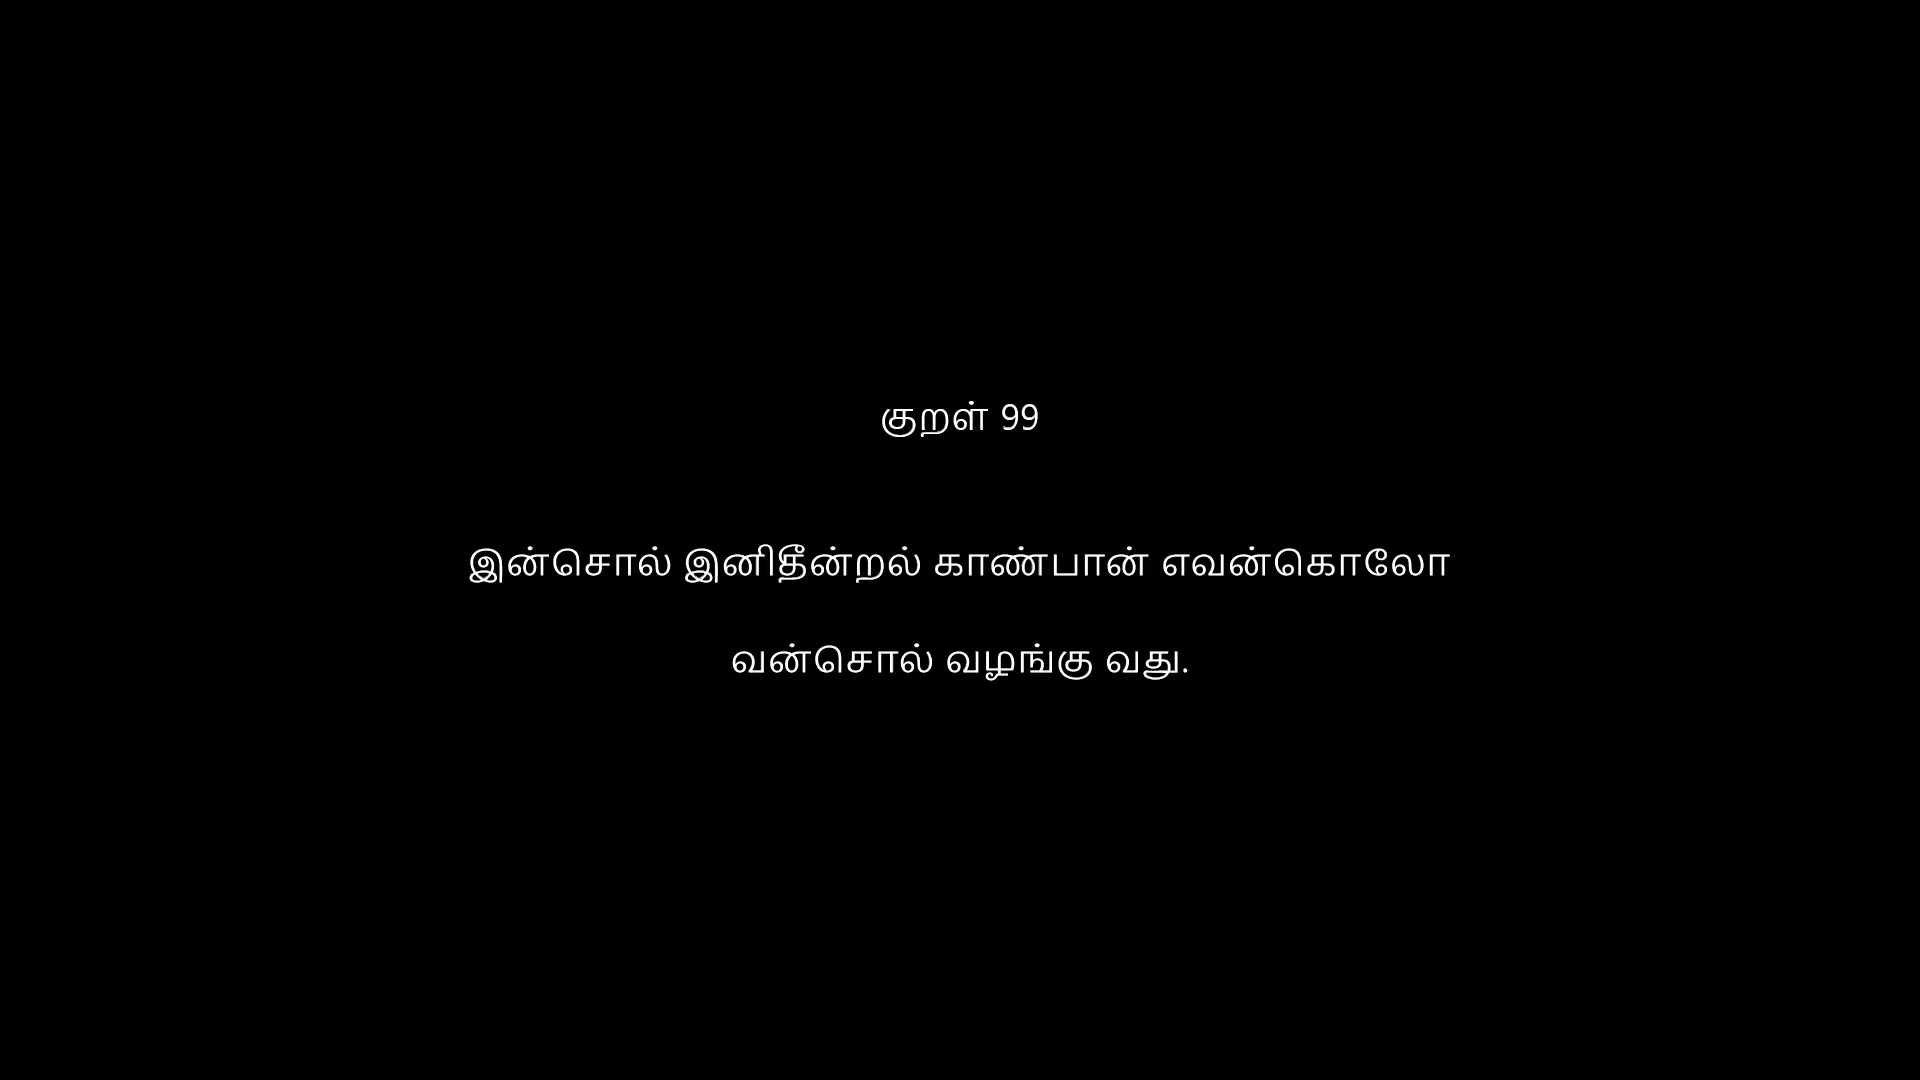 குறள் 99
இன்சொல் இனிதீன்றல் காண்பான் எவன்கொலோ
வன்சொல் வழங்கு வது.